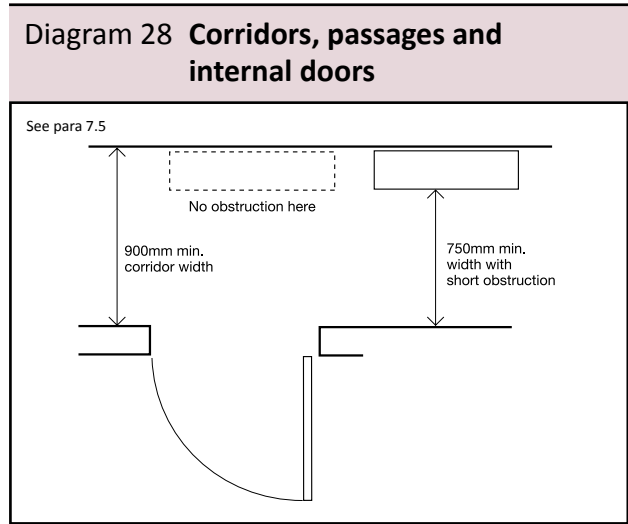 Diagram 28 Corridors, passages and
internal doors
See para 7.5
No obstruction here
900mm min.
corridor width
750mm min.
width with
short obstruction